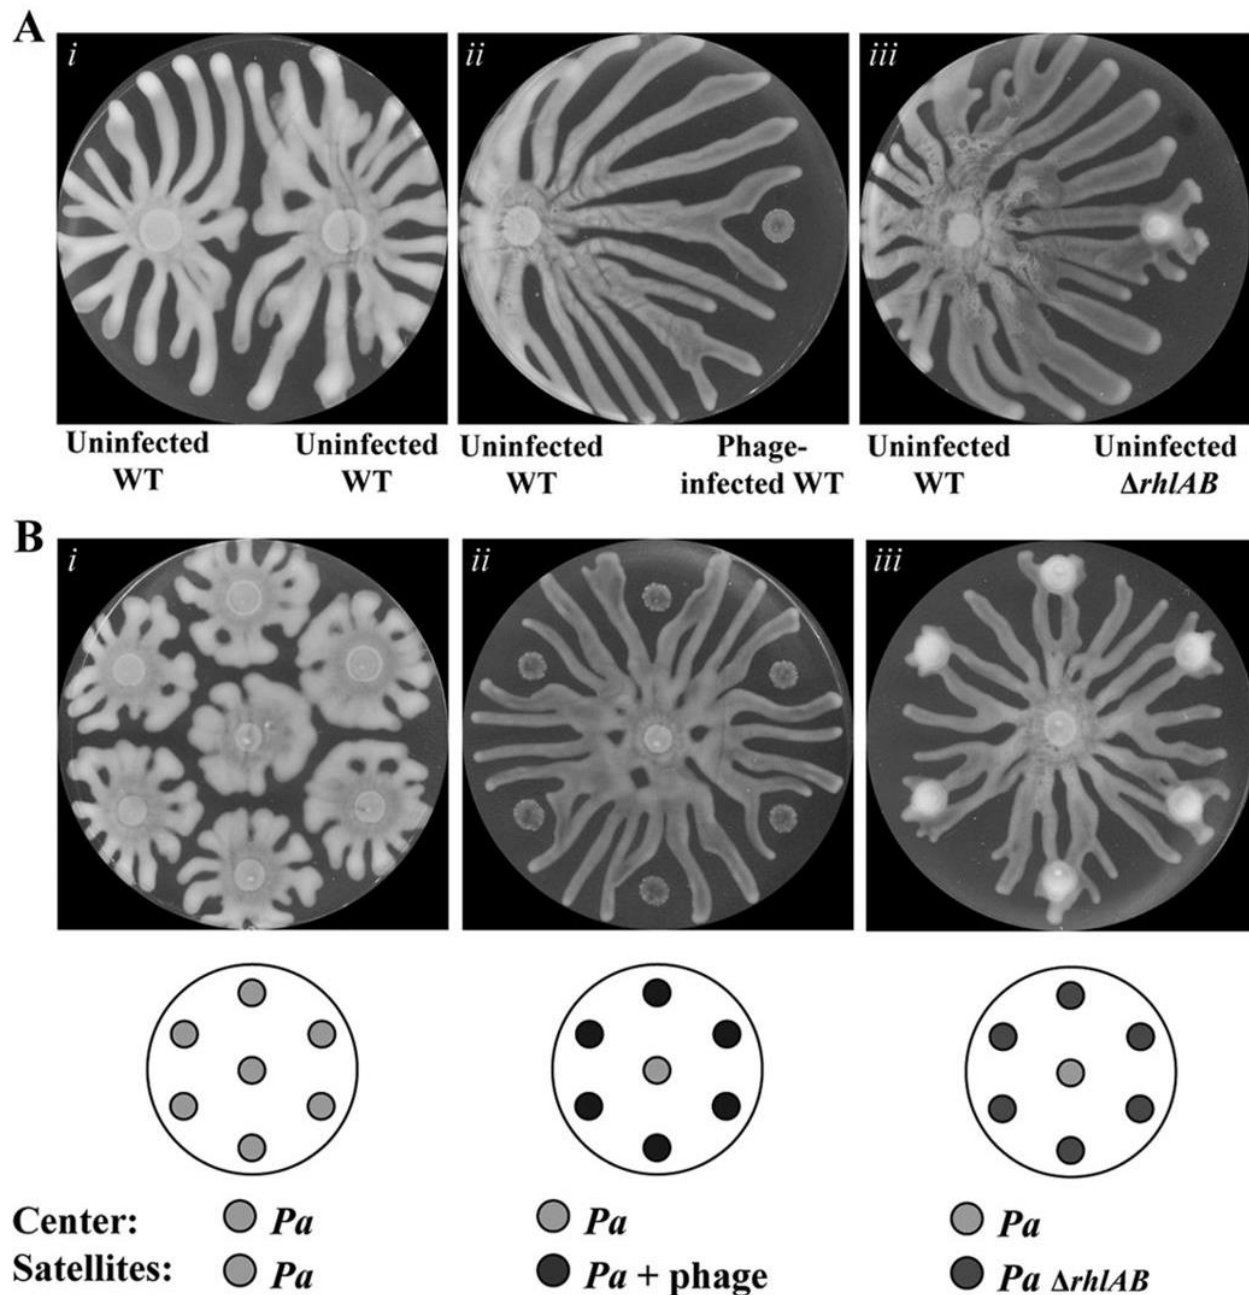 A
i
ii
iii
Uninfected WT
Uninfected WT
Uninfected WT
Phage-infected WT
Uninfected WT
Uninfected ΔrhlAB
B
i
ii
iii
Center: Pa Pa Pa
Satellites: Pa Pa + phage Pa ΔrhlAB